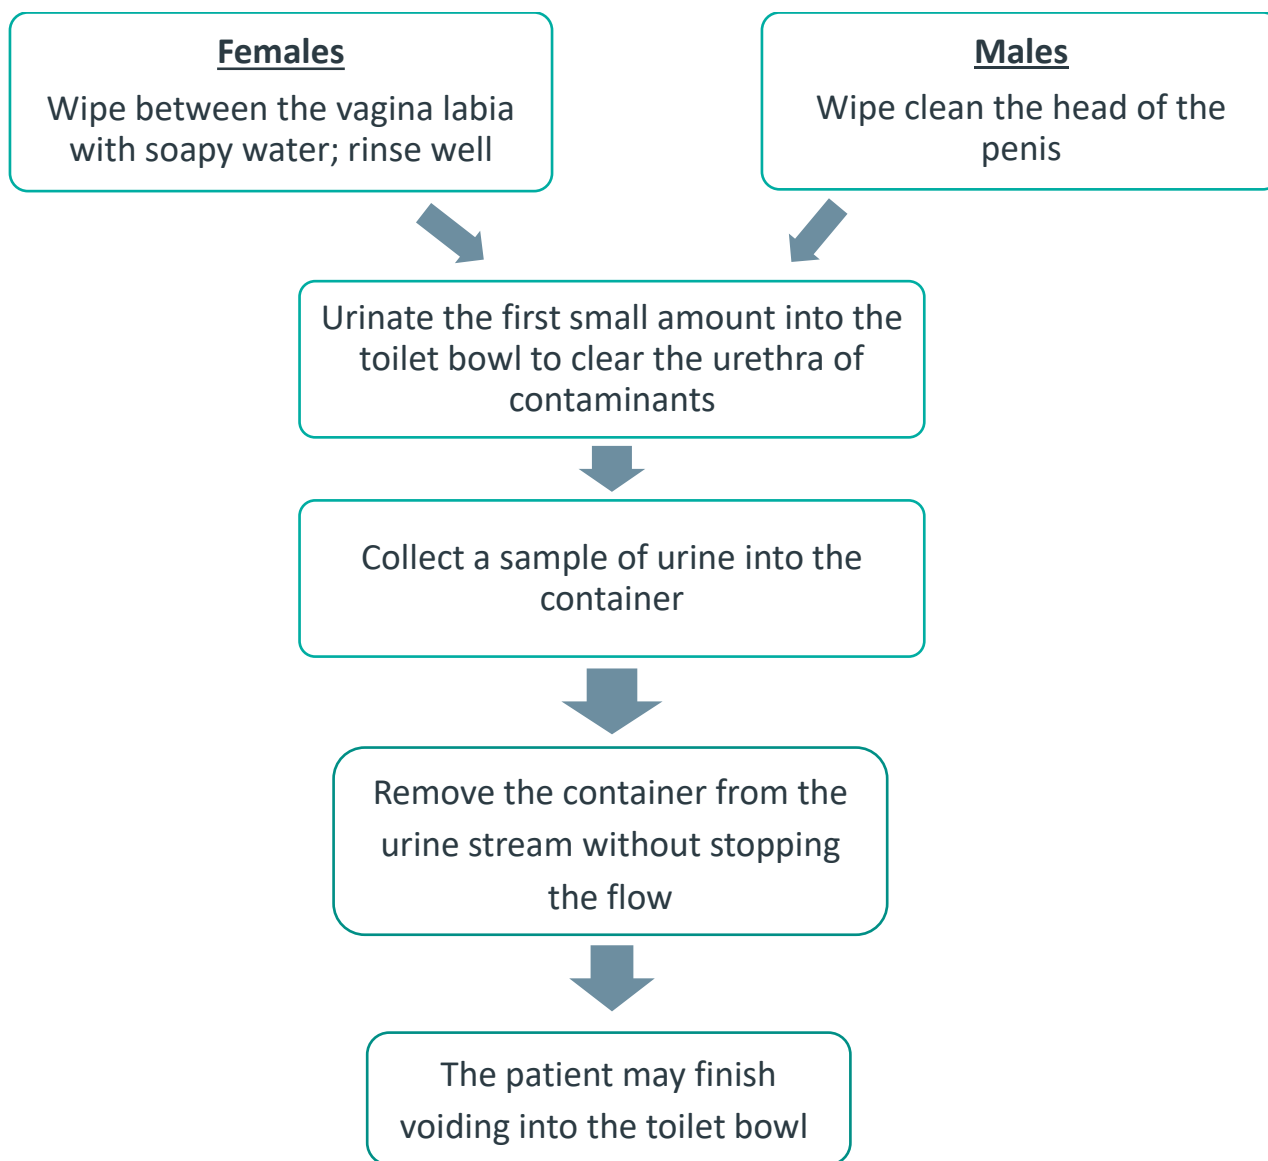 Females
Wipe between the vagina labia
with soapy water; rinse well
Males
Wipe clean the head of the
penis
Urinate the first small amount into the
toilet bowl to clear the urethra of
contaminants
Collect a sample of urine into the
container
Remove the container from the
urine stream without stopping
the flow
The patient may finish
voiding into the toilet bowl